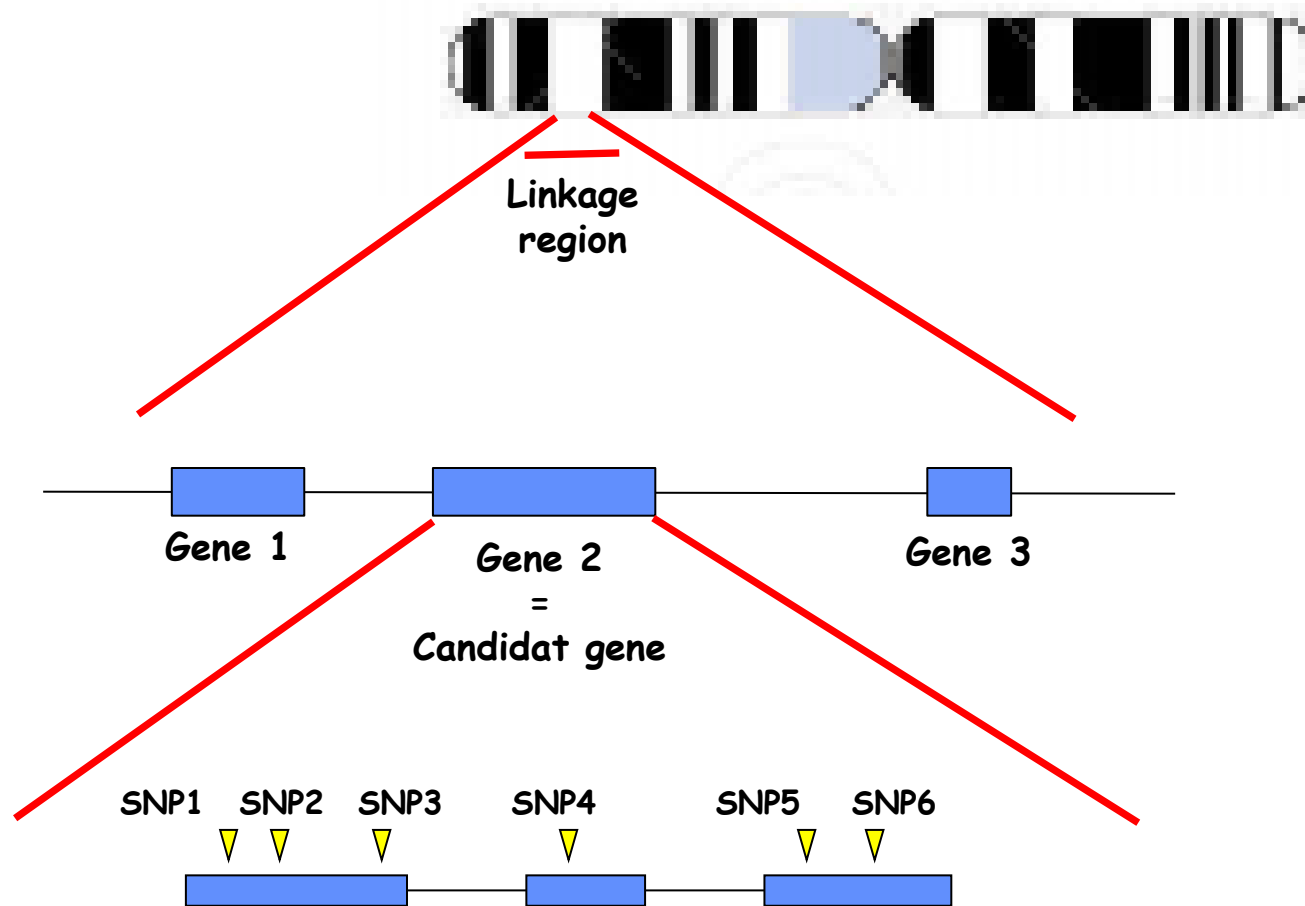 Linkage
region
Gene 1
Gene 2
=
Candidat gene
Gene 3
SNP1 SNP2 SNP3 SNP4 SNP5 SNP6